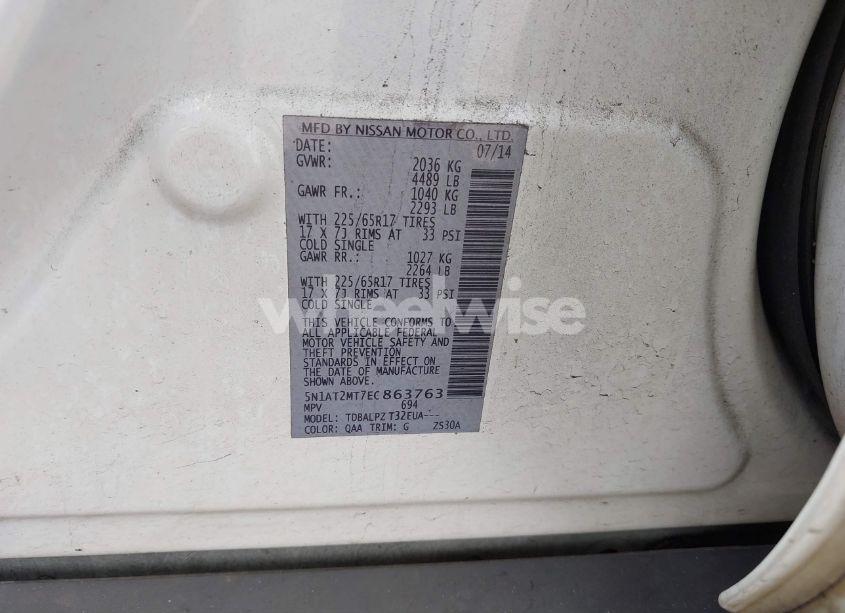 MFD BY NISSAN MOTOR CO., LTD.
DATE: 07/14
GVWR: 2036 KG
4489 LB
GAWR FR.: 1040 KG
2293 LB
WITH 225/65R17 TIRES
17 X 7J RIMS AT 33 PSI
COLD SINGLE
GAWR RR.: 1027 KG
2264 LB
WITH 225/65R17 TIRES
17 X 7J RIMS AT 33 PSI
COLD SINGLE
wheelwise
THIS VEHICLE CONFORMS TO
ALL APPLICABLE FEDERAL
MOTOR VEHICLE SAFETY AND
THEFT PREVENTION
STANDARDS IN EFFECT ON
THE DATE OF MANUFACTURE
SHOWN ABOVE.
5N1AT2MT7EC863763
MPV 694
MODEL: TDBALPZ T32EUA---
COLOR: QAA TRIM: G ZS30A